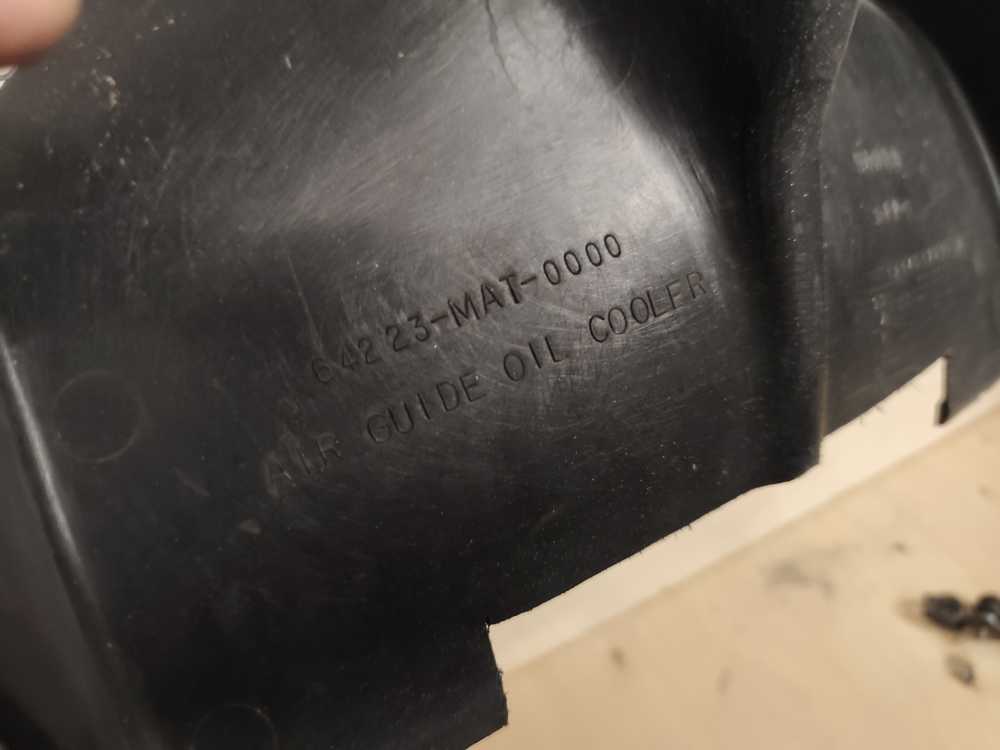 64223-MAT-0000
AIR GUIDE OIL COOLER